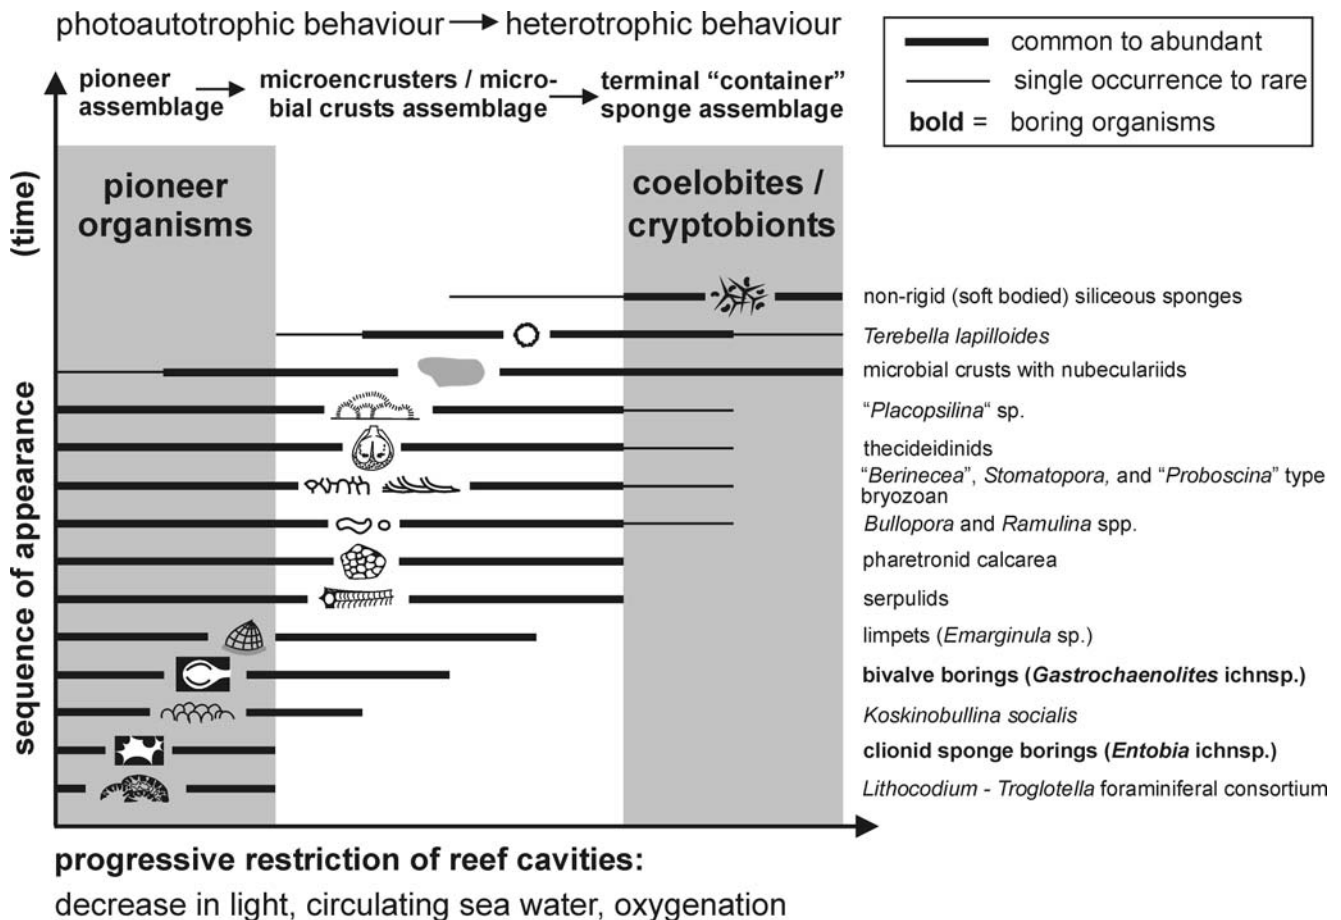 photoautotrophic behaviour → heterotrophic behaviour
pioneer
assemblage
microencrusters / micro-
bial crusts assemblage
terminal “container”
sponge assemblage
common to abundant
single occurrence to rare
bold = boring organisms
sequence of appearance (time)
pioneer
organisms
coelobites /
cryptobionts
non-rigid (soft bodied) siliceous sponges
Terebella lapilloides
microbial crusts with nubeculariids
“Placopsilina“ sp.
thecideidinids
“Berinecea”, Stomatopora, and “Proboscina” type
bryozoan
Bullopora and Ramulina spp.
pharetronid calcarea
serpulids
limpets (Emarginula sp.)
bivalve borings (Gastrochaenolites ichnsp.)
Koskinobullina socialis
clionid sponge borings (Entobia ichnsp.)
Lithocodium - Troglotella foraminiferal consortium
progressive restriction of reef cavities:
decrease in light, circulating sea water, oxygenation